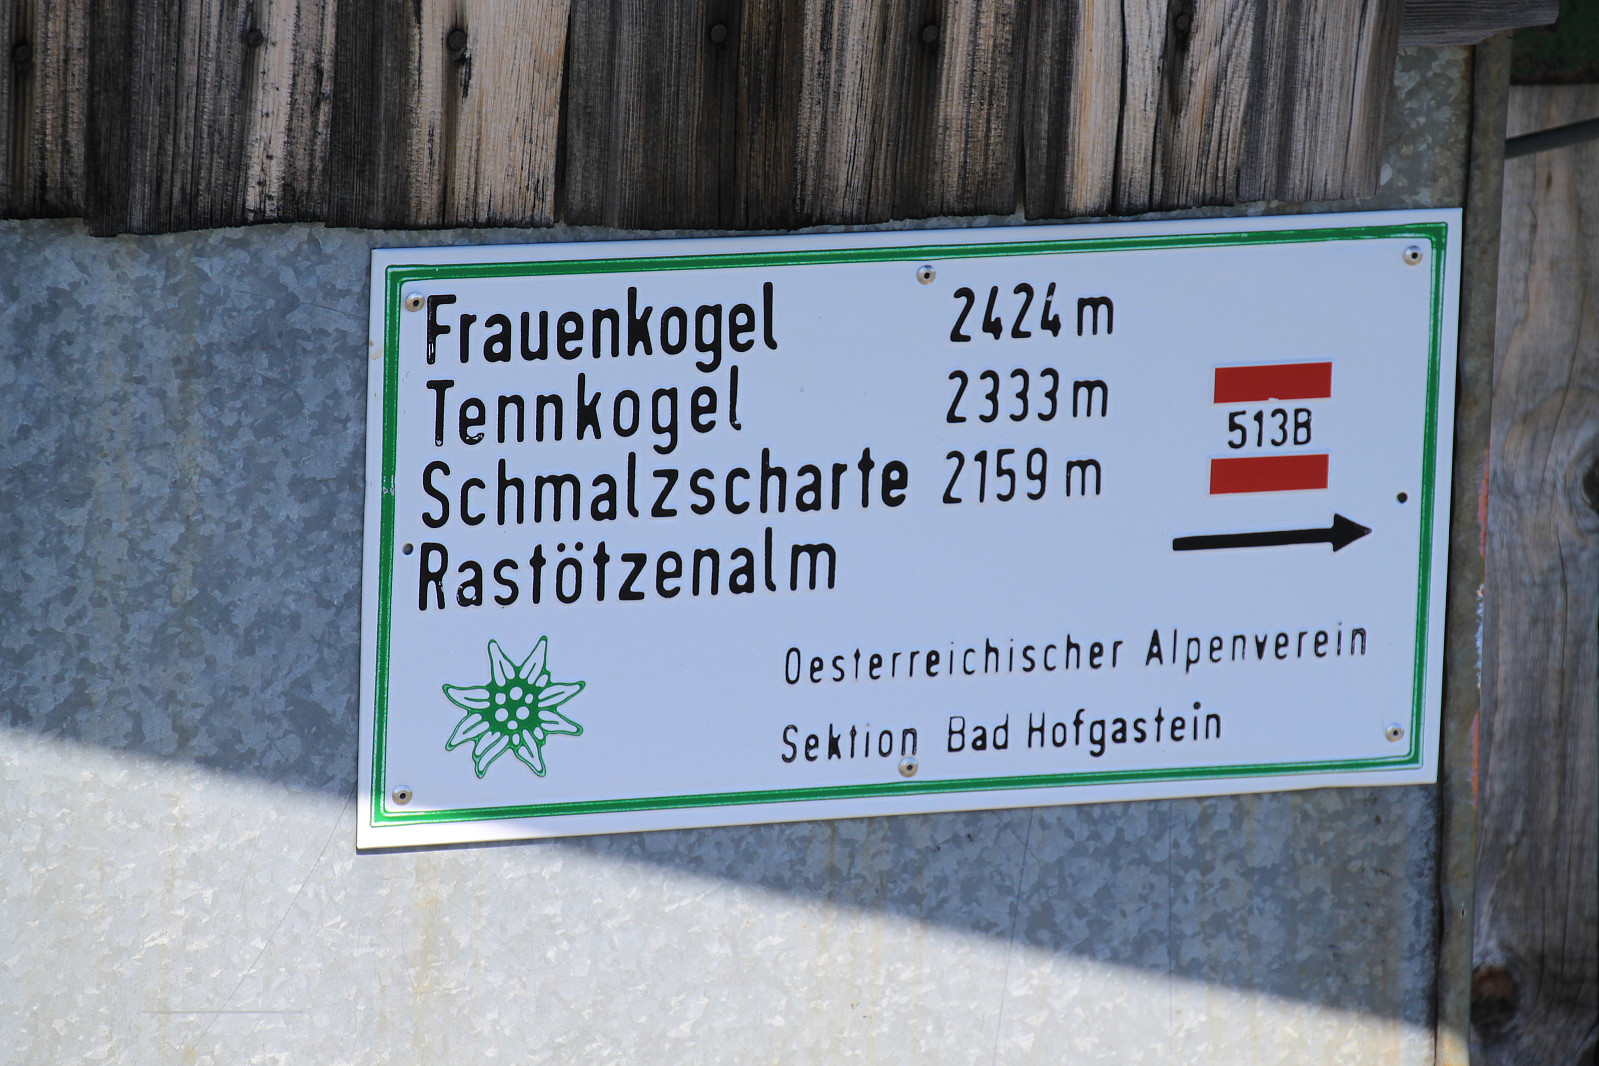 Frauenkogel 2424 m
Tennkogel 2333 m
Schmalzscharte 2159 m
Rastötzenalm
513B
Oesterreichischer Alpenverein
Sektion Bad Hofgastein